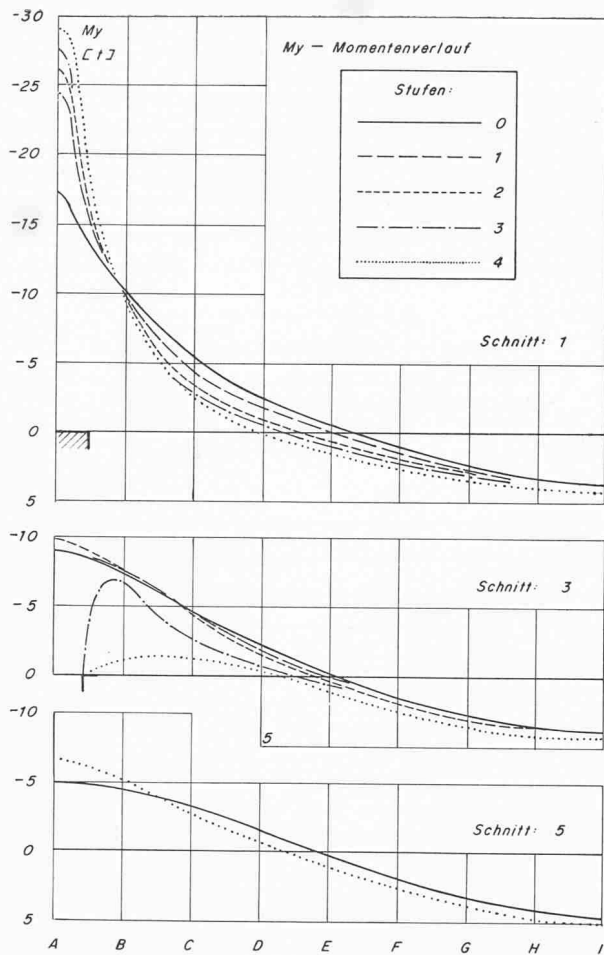 -30
My
[t]
My — Momentenverlauf
-25
Stufen:
0
1
-20
2
3
-15
4
-10
Schnitt: 1
-5
0
5
-10
Schnitt: 3
-5
0
-10
5
-5
Schnitt: 5
0
5
A B C D E F G H I